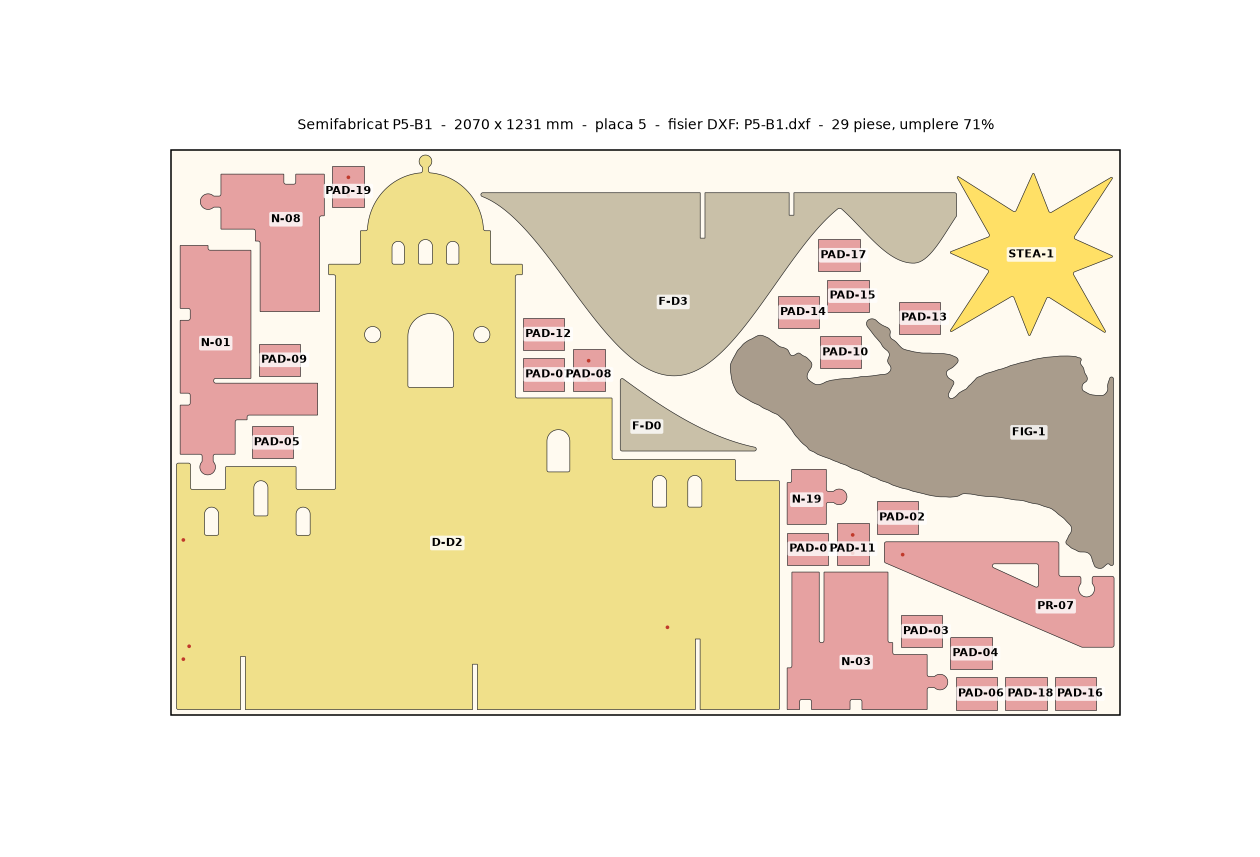 Semifabricat P5-B1 - 2070 x 1231 mm - placa 5 - fisier DXF: P5-B1.dxf - 29 piese, umplere 71%
PAD-19
N-08
STEA-1
PAD-17
PAD-15
F-D3
PAD-14
PAD-13
PAD-12
N-01
PAD-10
PAD-09
PAD-0
PAD-08
F-D0
FIG-1
PAD-05
N-19
PAD-02
D-D2
PAD-0
PAD-11
PR-07
PAD-03
PAD-04
N-03
PAD-06
PAD-18
PAD-16